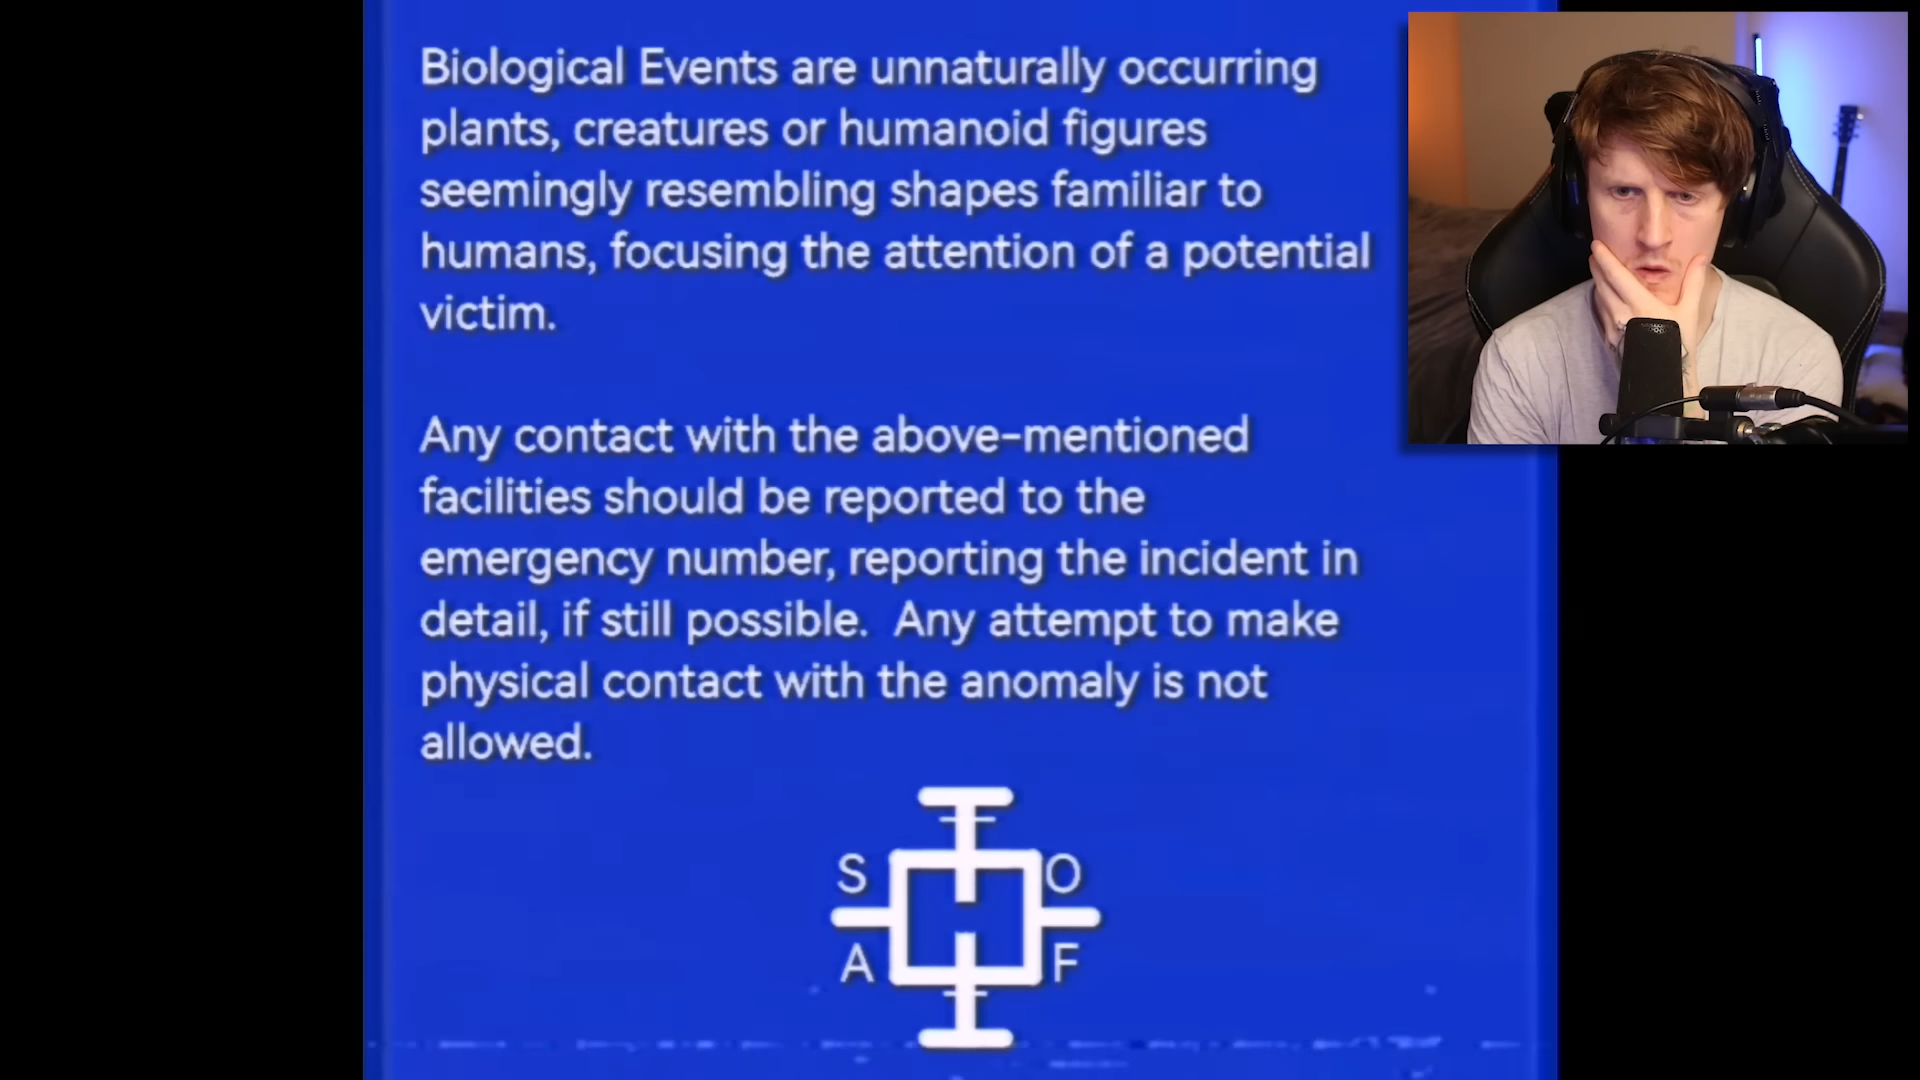 Biological Events are unnaturally occurring
plants, creatures or humanoid figures
seemingly resembling shapes familiar to
humans, focusing the attention of a potential
victim.
Any contact with the above-mentioned
facilities should be reported to the
emergency number, reporting the incident in
detail, if still possible. Any attempt to make
physical contact with the anomaly is not
allowed.
S O
A F